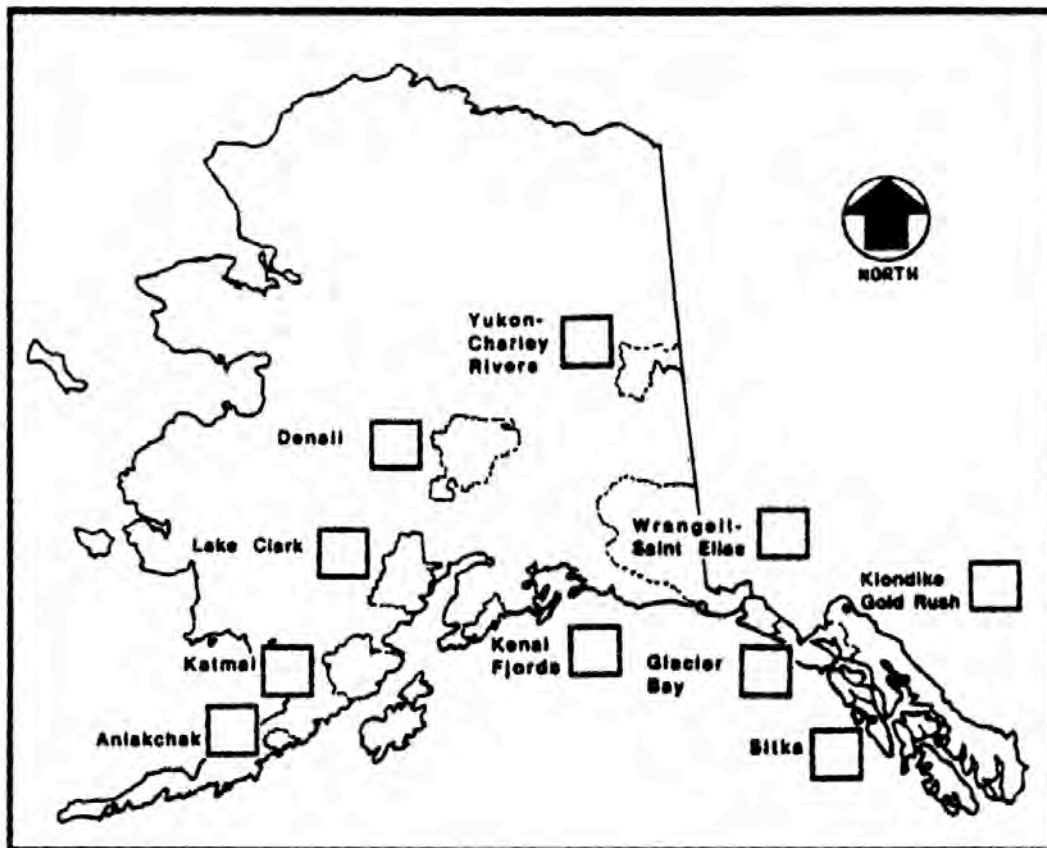 NORTH
Yukon-
Charley
Rivers
Denali
Lake Clark
Wrangell-
Saint Elias
Klondike
Gold Rush
Katmai
Kenai
Fjords
Glacier
Bay
Aniakchak
Sitka